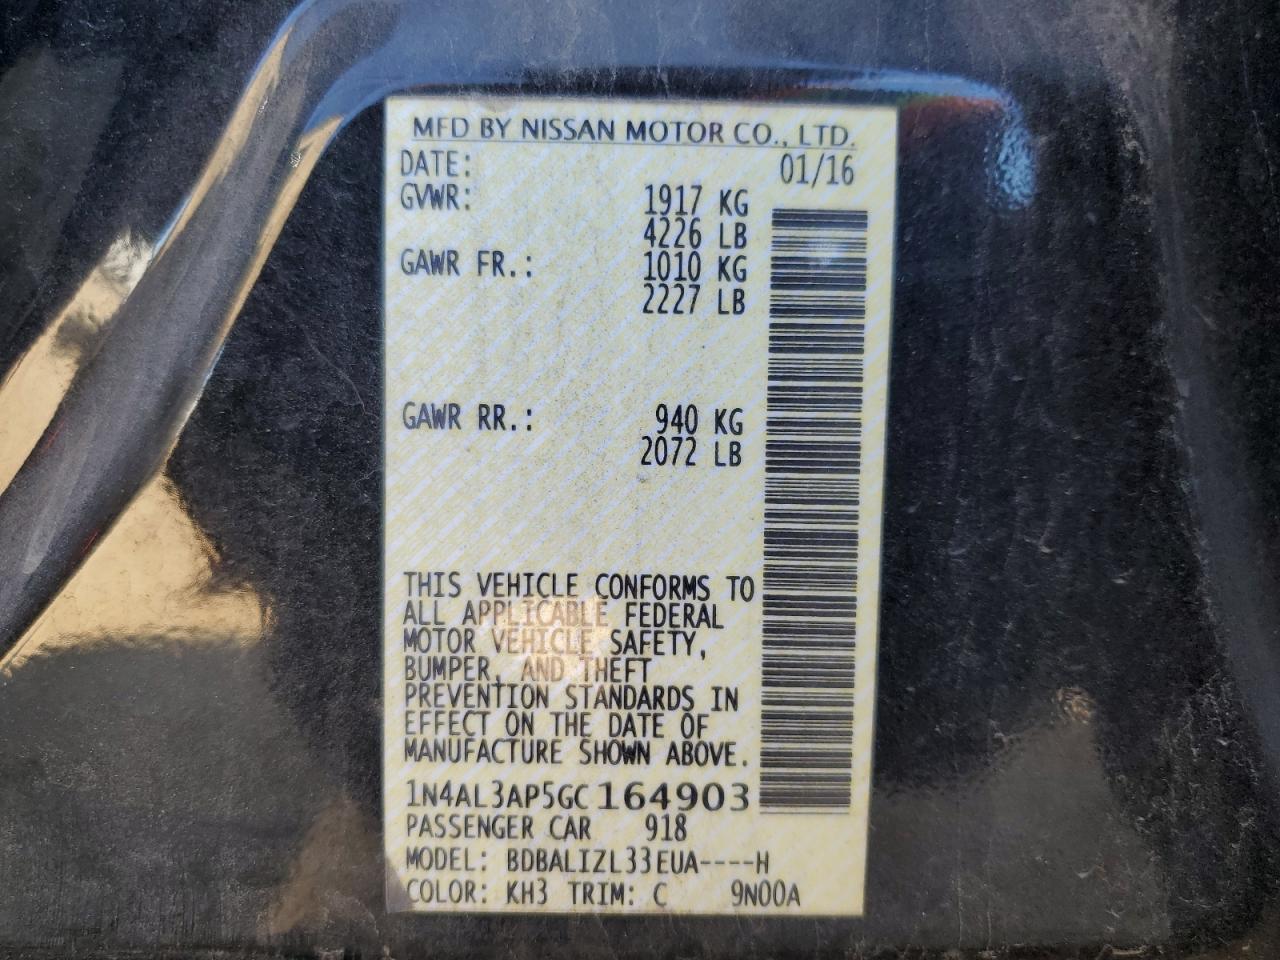 MFD BY NISSAN MOTOR CO., LTD.
DATE: 01/16
GVWR: 1917 KG
4226 LB
GAWR FR.: 1010 KG
2227 LB
GAWR RR.: 940 KG
2072 LB
THIS VEHICLE CONFORMS TO
ALL APPLICABLE FEDERAL
MOTOR VEHICLE SAFETY,
BUMPER, AND THEFT
PREVENTION STANDARDS IN
EFFECT ON THE DATE OF
MANUFACTURE SHOWN ABOVE.
1N4AL3AP5GC164903
PASSENGER CAR 918
MODEL: BDBALIZL33EUA----H
COLOR: KH3 TRIM: C 9N00A